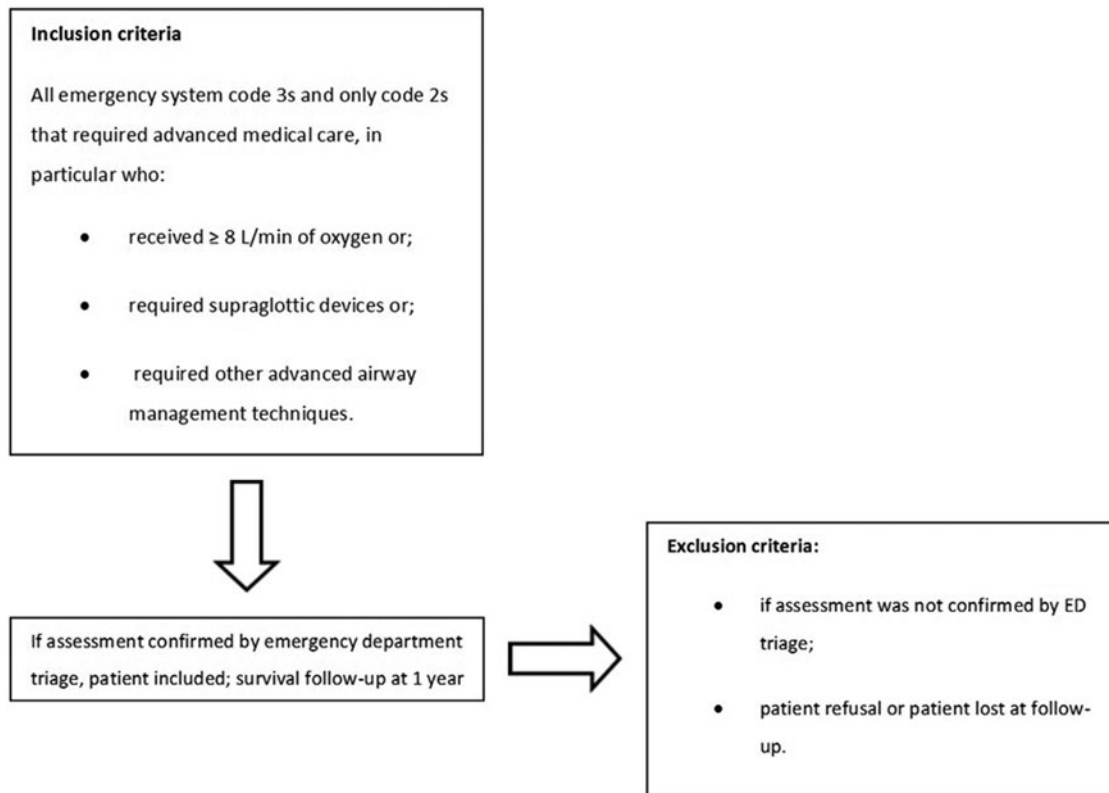 Inclusion criteria
All emergency system code 3s and only code 2s
that required advanced medical care, in
particular who:
• received ≥ 8 L/min of oxygen or;
• required supraglottic devices or;
• required other advanced airway
management techniques.
If assessment confirmed by emergency department
triage, patient included; survival follow-up at 1 year
Exclusion criteria:
• if assessment was not confirmed by ED
triage;
• patient refusal or patient lost at follow-
up.